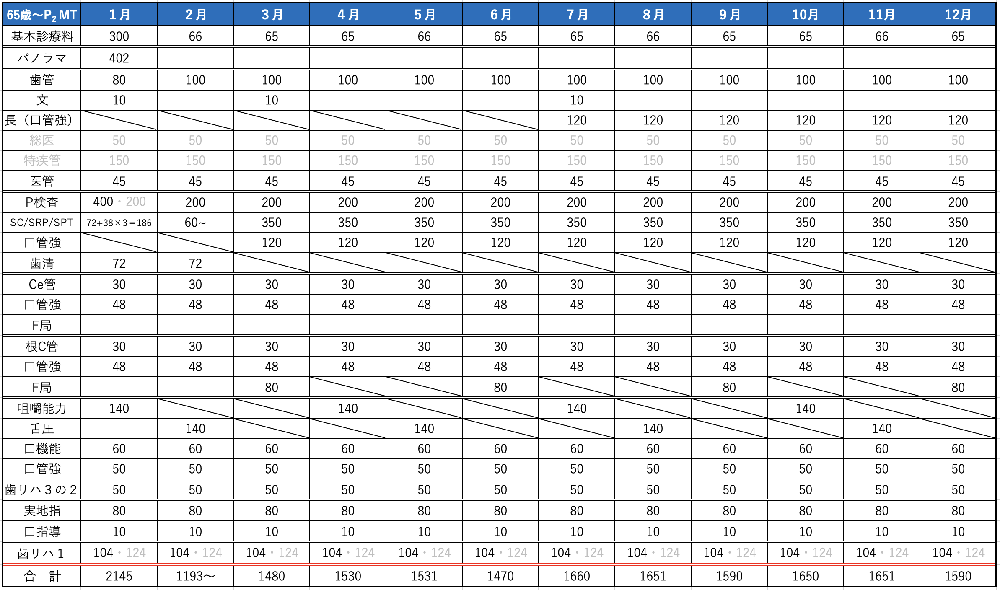 65歳～P2 MT 1月 2月 3月 4月 5月 6月 7月 8月 9月 10月 11月 12月
基本診療料 300 66 65 65 66 65 65 66 65 65 66 65
パノラマ 402
歯管 80 100 100 100 100 100 100 100 100 100 100 100
文 10 10 10
長（口管強） 120 120 120 120 120 120
総医 50 50 50 50 50 50 50 50 50 50 50 50
特疾管 150 150 150 150 150 150 150 150 150 150 150 150
医管 45 45 45 45 45 45 45 45 45 45 45 45
P検査 400・200 200 200 200 200 200 200 200 200 200 200 200
SC/SRP/SPT 72+38×3=186 60~ 350 350 350 350 350 350 350 350 350 350
口管強 120 120 120 120 120 120 120 120 120 120
歯清 72 72
Ce管 30 30 30 30 30 30 30 30 30 30 30 30
口管強 48 48 48 48 48 48 48 48 48 48 48 48
F局
根C管 30 30 30 30 30 30 30 30 30 30 30 30
口管強 48 48 48 48 48 48 48 48 48 48 48 48
F局 80 80 80 80
咀嚼能力 140 140 140 140
舌圧 140 140 140 140
口機能 60 60 60 60 60 60 60 60 60 60 60 60
口管強 50 50 50 50 50 50 50 50 50 50 50 50
歯リハ３の２ 50 50 50 50 50 50 50 50 50 50 50 50
実地指 80 80 80 80 80 80 80 80 80 80 80 80
口指導 10 10 10 10 10 10 10 10 10 10 10 10
歯リハ１ 104・124 104・124 104・124 104・124 104・124 104・124 104・124 104・124 104・124 104・124 104・124 104・124
合　計 2145 1193～ 1480 1530 1531 1470 1660 1651 1590 1650 1651 1590